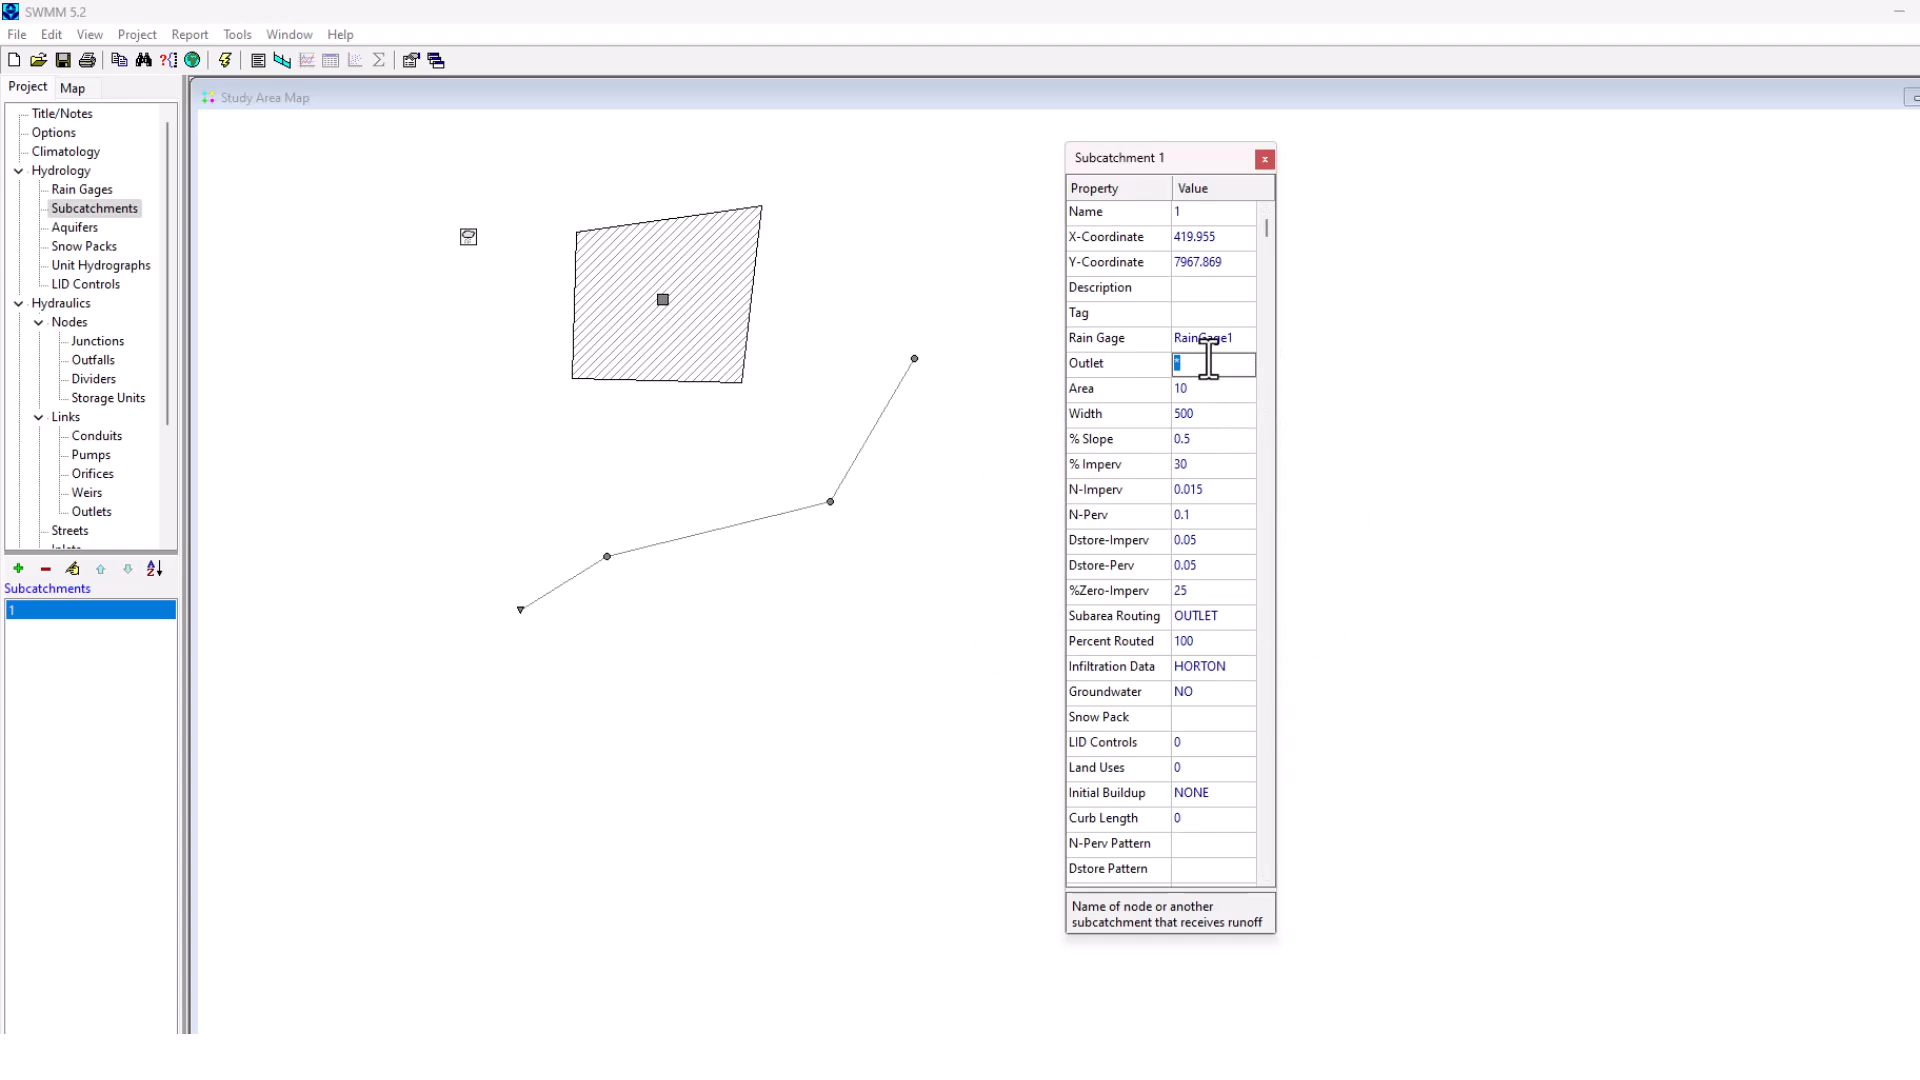 SWMM 5.2
File Edit View Project Report Tools Window Help
Project Map
Title/Notes
Options
Climatology
Hydrology
Rain Gages
Subcatchments
Aquifers
Snow Packs
Unit Hydrographs
LID Controls
Hydraulics
Nodes
Junctions
Outfalls
Dividers
Storage Units
Links
Conduits
Pumps
Orifices
Weirs
Outlets
Streets
Inlets
Subcatchments
1
Study Area Map
Subcatchment 1
Property Value
Name 1
X-Coordinate 419.955
Y-Coordinate 7967.869
Description
Tag
Rain Gage RainGage1
Outlet *
Area 10
Width 500
% Slope 0.5
% Imperv 30
N-Imperv 0.015
N-Perv 0.1
Dstore-Imperv 0.05
Dstore-Perv 0.05
%Zero-Imperv 25
Subarea Routing OUTLET
Percent Routed 100
Infiltration Data HORTON
Groundwater NO
Snow Pack
LID Controls 0
Land Uses 0
Initial Buildup NONE
Curb Length 0
N-Perv Pattern
Dstore Pattern
Name of node or another
subcatchment that receives runoff